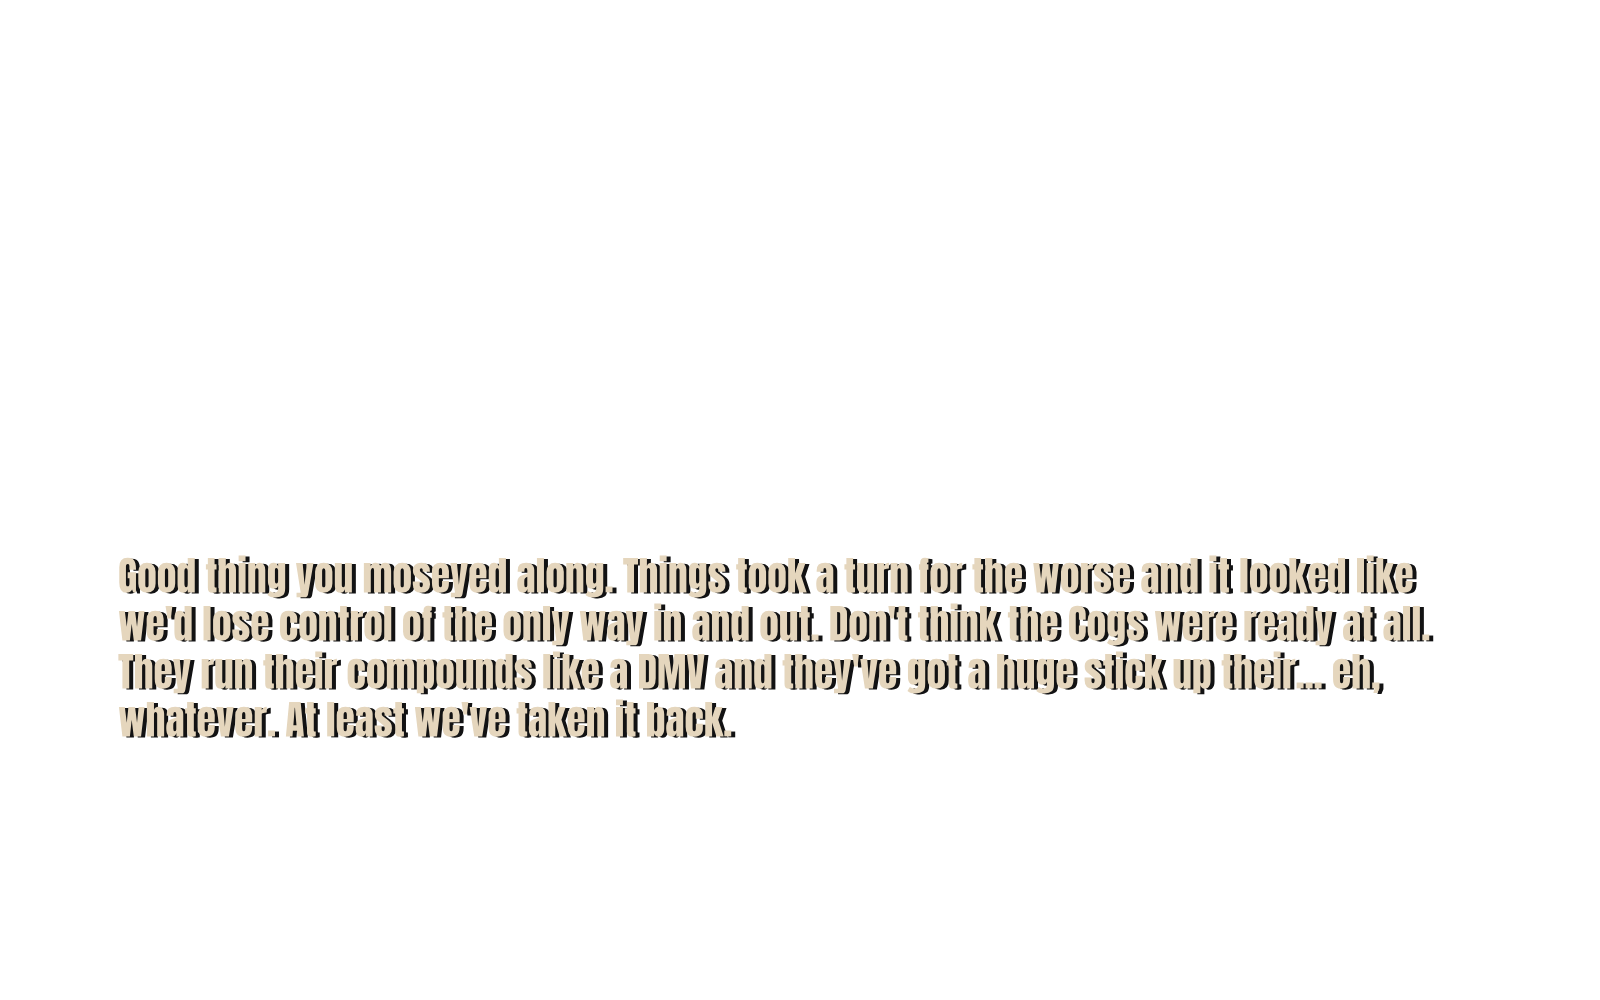 Good thing you moseyed along. Things took a turn for the worse and it looked like
we'd lose control of the only way in and out. Don't think the Cogs were ready at all.
They run their compounds like a DMV and they've got a huge stick up their... eh,
whatever. At least we've taken it back.